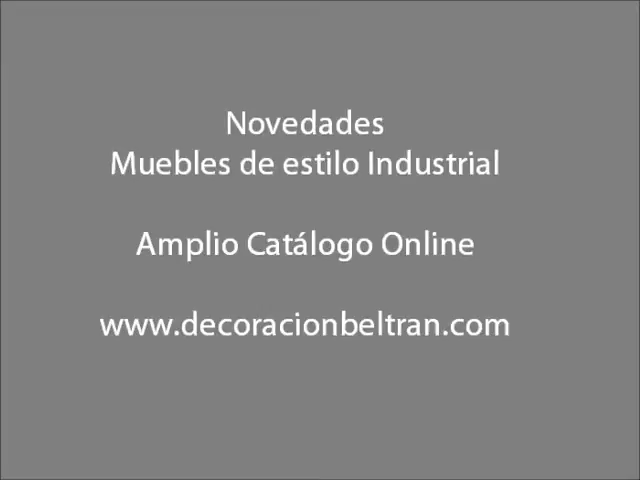 Novedades
Muebles de estilo Industrial
Amplio Catálogo Online
www.decoracionbeltran.com